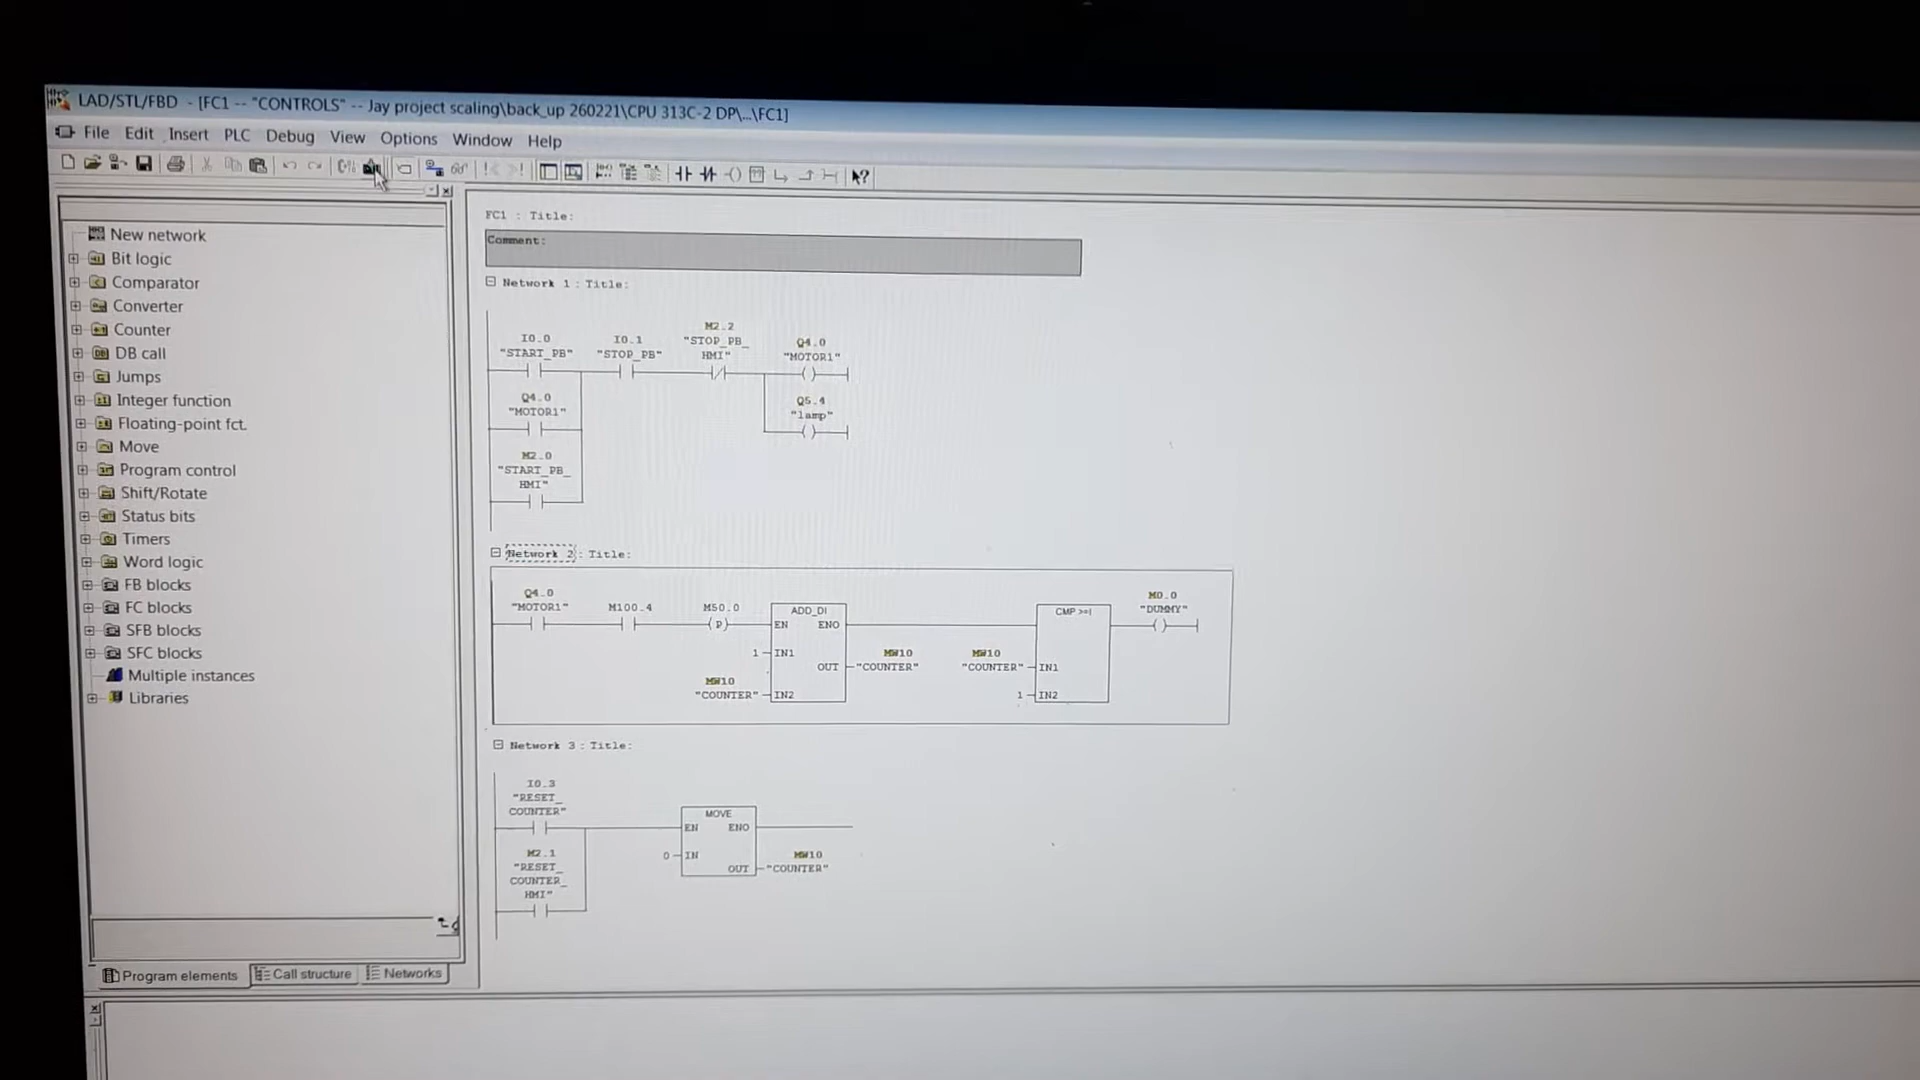 LAD/STL/FBD - [FC1 -- "CONTROLS" -- Jay project scaling\back_up 260221\CPU 313C-2 DP\...\FC1]
File Edit Insert PLC Debug View Options Window Help
New network
Bit logic
Comparator
Converter
Counter
DB call
Jumps
Integer function
Floating-point fct.
Move
Program control
Shift/Rotate
Status bits
Timers
Word logic
FB blocks
FC blocks
SFB blocks
SFC blocks
Multiple instances
Libraries
Program elements Call structure Networks
FC1 : Title:
Comment:
Network 1 : Title:
I0.0
"START_PB"
I0.1
"STOP_PB"
M2.2
"STOP_PB_
HMI"
Q4.0
"MOTOR1"
Q4.0
"MOTOR1"
Q5.4
"lamp"
M2.0
"START_PB_
HMI"
Network 2 : Title:
Q4.0
"MOTOR1"
M100.4
M50.0
P
ADD_DI
EN ENO
1 IN1
OUT
MW10
"COUNTER"
MW10
"COUNTER" IN2
CMP >=I
MW10
"COUNTER" IN1
1 IN2
M0.0
"DUMMY"
Network 3 : Title:
I0.3
"RESET_
COUNTER"
M2.1
"RESET_
COUNTER_
HMI"
MOVE
EN ENO
0 IN
OUT
MW10
"COUNTER"